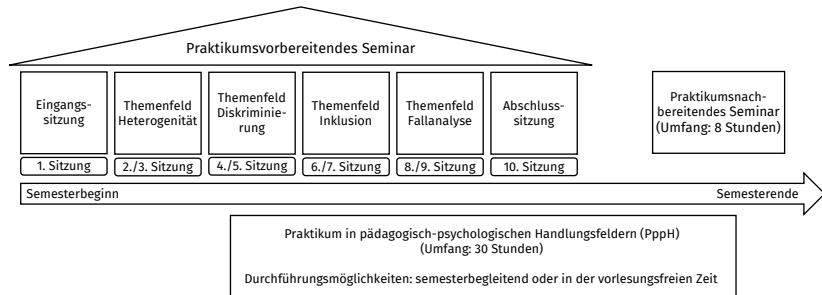 Praktikumsvorbereitendes Seminar
Eingangs-
sitzung
Themenfeld
Heterogenität
Themenfeld
Diskriminie-
rung
Themenfeld
Inklusion
Themenfeld
Fallanalyse
Abschluss-
sitzung
Praktikumsnach-
bereitendes Seminar
(Umfang: 8 Stunden)
1. Sitzung
2./3. Sitzung
4./5. Sitzung
6./7. Sitzung
8./9. Sitzung
10. Sitzung
Semesterbeginn
Semesterende
Praktikum in pädagogisch-psychologischen Handlungsfeldern (PppH)
(Umfang: 30 Stunden)
Durchführungsmöglichkeiten: semesterbegleitend oder in der vorlesungsfreien Zeit